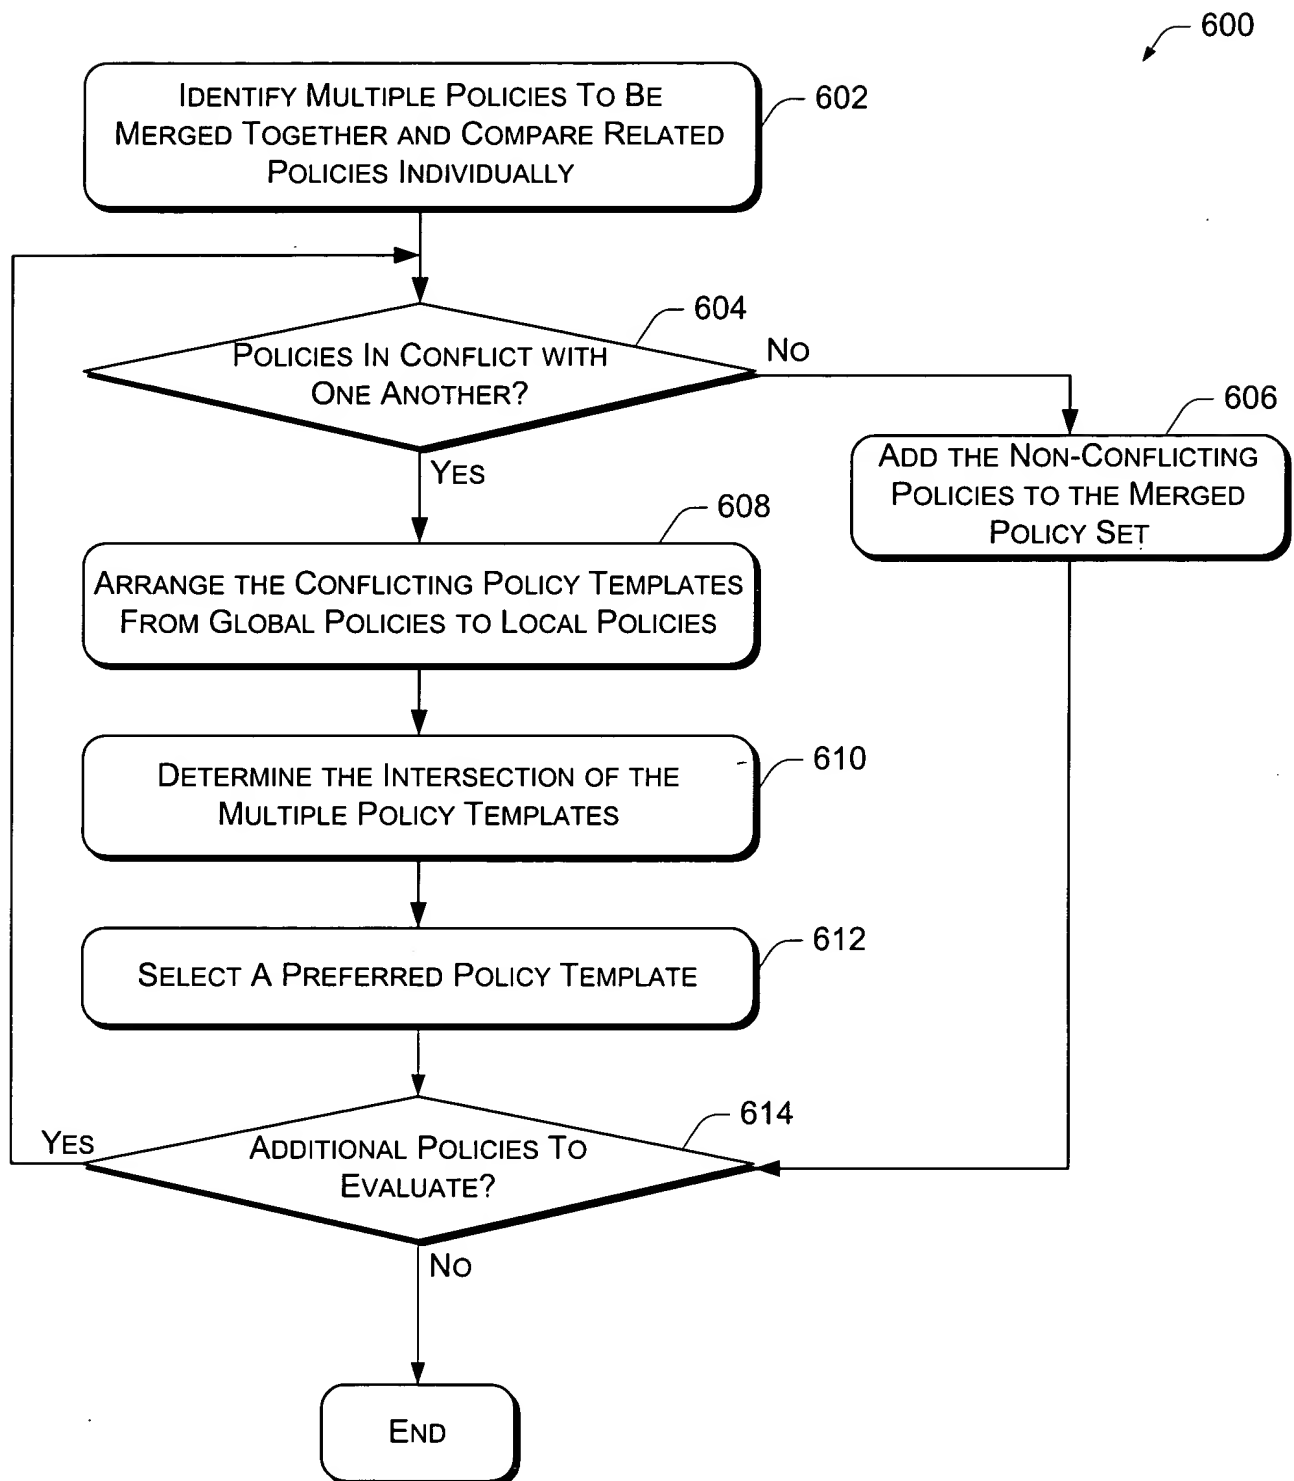 600
IDENTIFY MULTIPLE POLICIES TO BE
MERGED TOGETHER AND COMPARE RELATED
POLICIES INDIVIDUALLY
602
604
POLICIES IN CONFLICT WITH
ONE ANOTHER?
NO
YES
606
ADD THE NON-CONFLICTING
POLICIES TO THE MERGED
POLICY SET
608
ARRANGE THE CONFLICTING POLICY TEMPLATES
FROM GLOBAL POLICIES TO LOCAL POLICIES
610
DETERMINE THE INTERSECTION OF THE
MULTIPLE POLICY TEMPLATES
612
SELECT A PREFERRED POLICY TEMPLATE
614
YES
ADDITIONAL POLICIES TO
EVALUATE?
NO
END